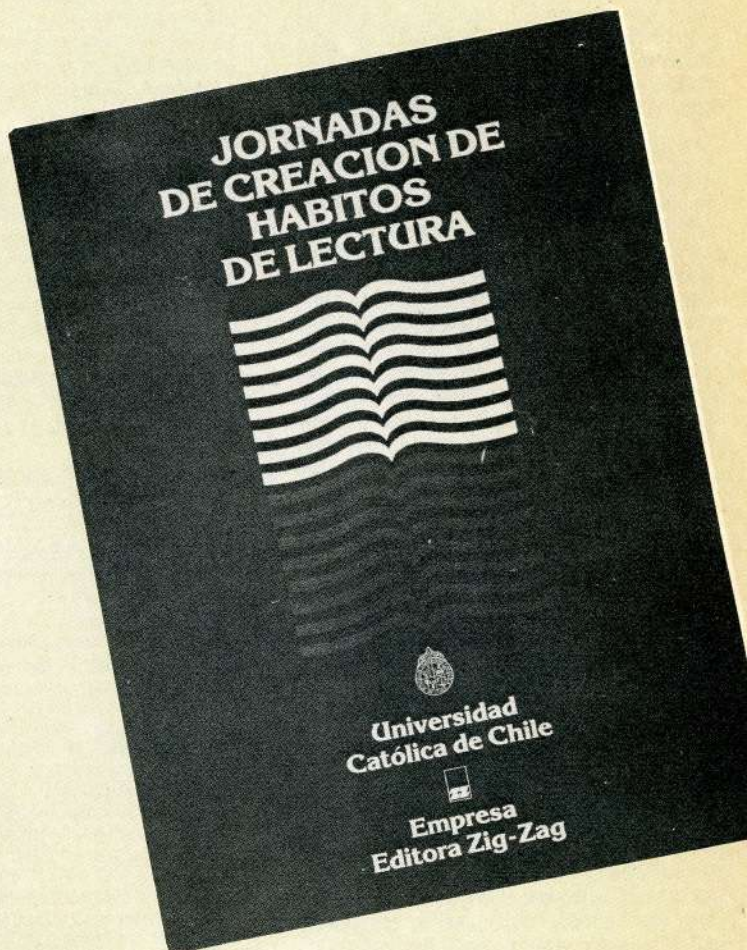 JORNADAS
DE CREACION DE
HABITOS
DE LECTURA
Universidad
Católica de Chile
Empresa
Editora Zig-Zag